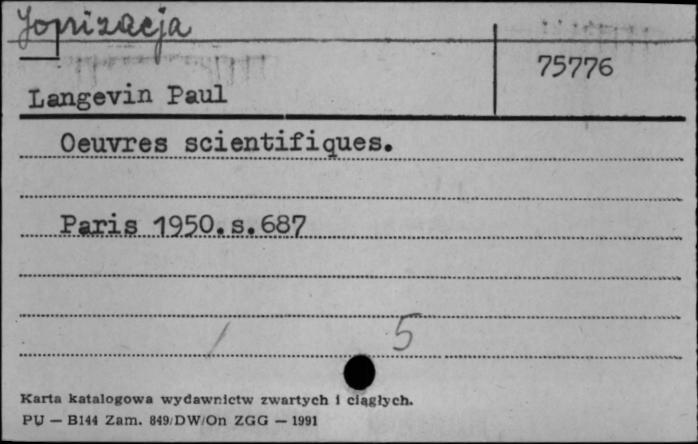 Jonizacja
75776
Langevin Paul
Oeuvres scientifiques.
Paris 1950.s.687
5
Karta katalogowa wydawnictw zwartych i ciągłych.
PU — B144 Zam. 849/DW/On ZGG — 1991